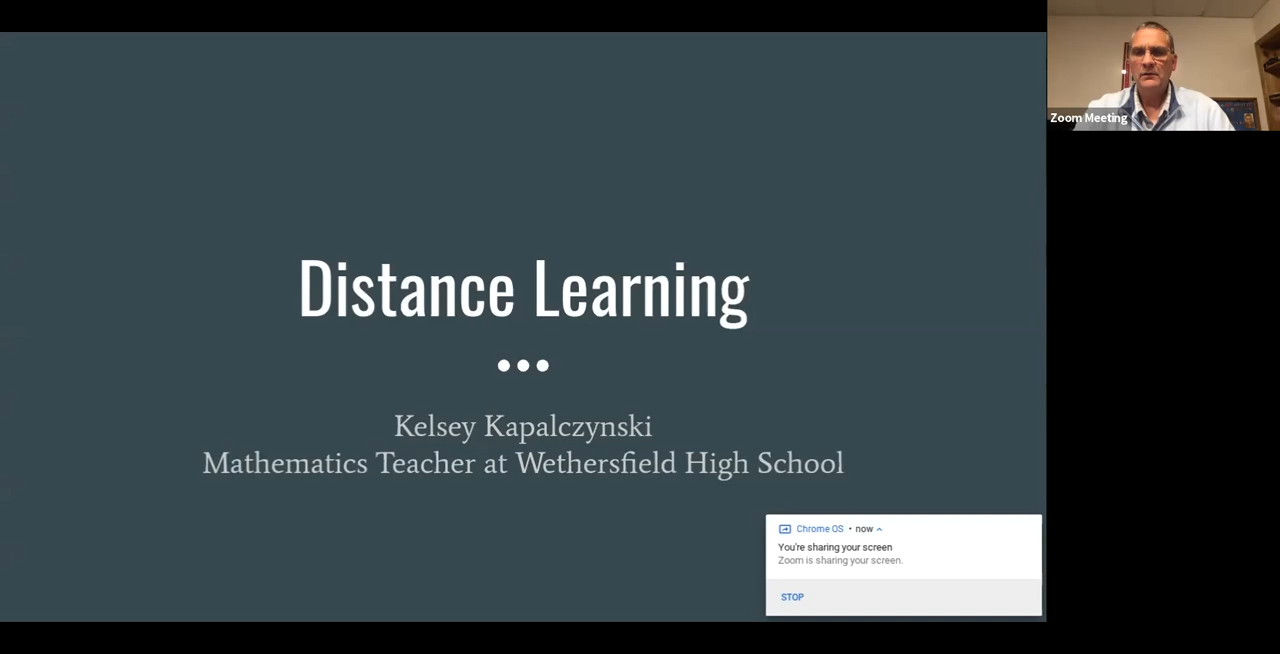 Distance Learning
Kelsey Kapalczynski
Mathematics Teacher at Wethersfield High School
Chrome OS • now
You're sharing your screen
Zoom is sharing your screen.
STOP
Zoom Meeting